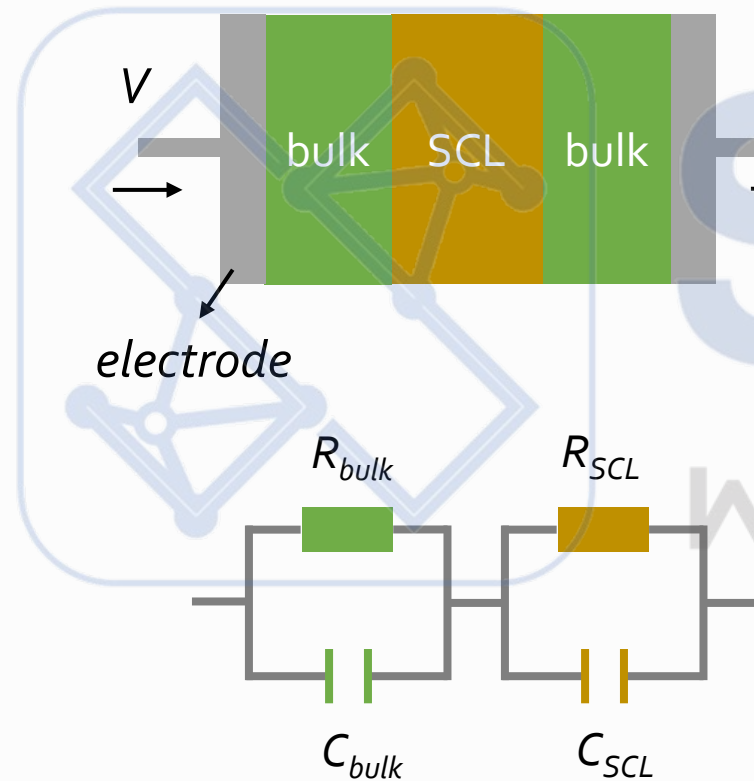 V
bulk SCL bulk
electrode
R_bulk R_SCL
C_bulk C_SCL